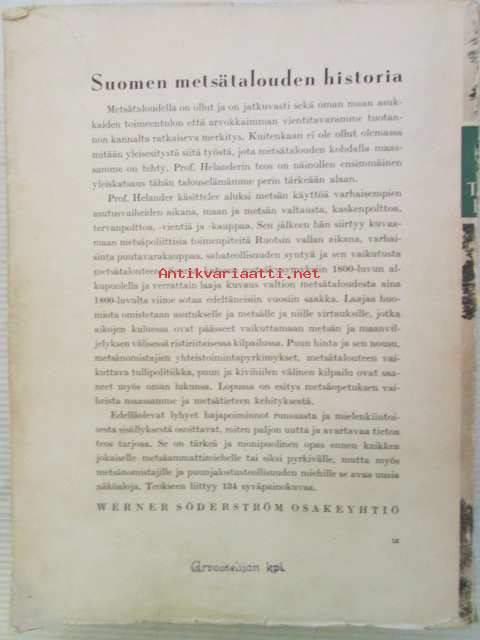 Suomen metsätalouden historia
Metsätaloudella on ollut ja on jatkuvasti sekä oman maan asuk-
kaiden toimeentulon että arvokkaimman vientitavaramme tuotan-
non kannalta ratkaiseva merkitys. Kuitenkaan ei ole ollut olemassa
mitään yleisesitystä siitä työstä, jota metsätalouden kohdalla maas-
samme on tehty. Prof. Helanderin teos on näinollen ensimmäinen
yleiskatsaus tähän talouselämämme perin tärkeään alaan.
Prof. Helander käsittelee aluksi metsän käyttöä varhaisempien
asutusvaiheiden aikana, maan ja metsän valtausta, kaskenpolttoa,
tervanpolttoa, -vientiä ja -kauppaa. Sen jälkeen hän siirtyy kuvaa-
maan metsäpoliittisia toimenpiteitä Ruotsin vallan aikana, varhai-
sinta puutavarakauppaa, sahateollisuuden syntyä ja sen vaikutusta
metsätalouteen 1800-luvun al-
Antikvariaatti.net
kupuolella ja verrattain laaja kuvaus valtion metsätaloudesta aina
1800-luvulta viime sotaa edeltäneisiin vuosiin saakka. Laajaa huo-
miota omistetaan asutukselle ja metsälle ja niille virtauksille, jotka
aikojen kuluessa ovat päässeet vaikuttamaan metsän ja maanvil-
jelyksen välisessä ristiriitaisessa kilpailussa. Puun hinta ja sen nousu,
metsänomistajien yhteistoimintapyrkimykset, metsätalouteen vai-
kuttava tullipolitiikka, puun ja kivihiilen välinen kilpailu ovat saa-
neet myös oman lukunsa. Lopussa on esitys metsäopetuksen vai-
heista maassamme ja metsätieteen kehityksestä.
Edelläolevat lyhyet hajapoiminnot runsaasta ja mielenkiintoi-
sesta sisällyksestä osoittavat, miten paljon uutta ja avartavaa tietoa
teos tarjoaa. Se on tärkeä ja monipuolinen opas ennen kaikkea
jokaiselle metsäammattimiehelle tai siksi pyrkivälle, mutta myös
metsänomistajille ja puunjalostusteollisuuden miehille se avaa uusia
näköaloja. Teokseen liittyy 134 syväpainokuvaa.
WERNER SÖDERSTRÖM OSAKEYHTIÖ
Arvostelijan kpl.